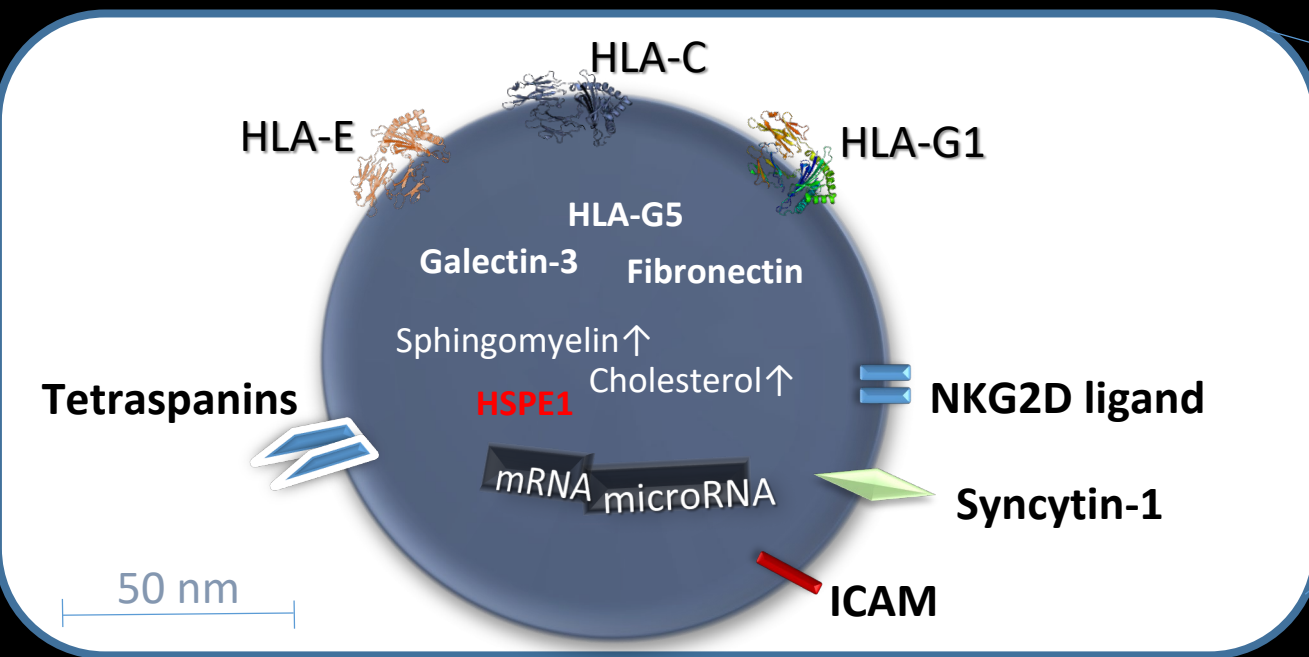 HLA-C
HLA-E
HLA-G1
HLA-G5
Galectin-3
Fibronectin
Sphingomyelin↑
Cholesterol↑
HSPE1
Tetraspanins
NKG2D ligand
mRNA
microRNA
Syncytin-1
50 nm
ICAM